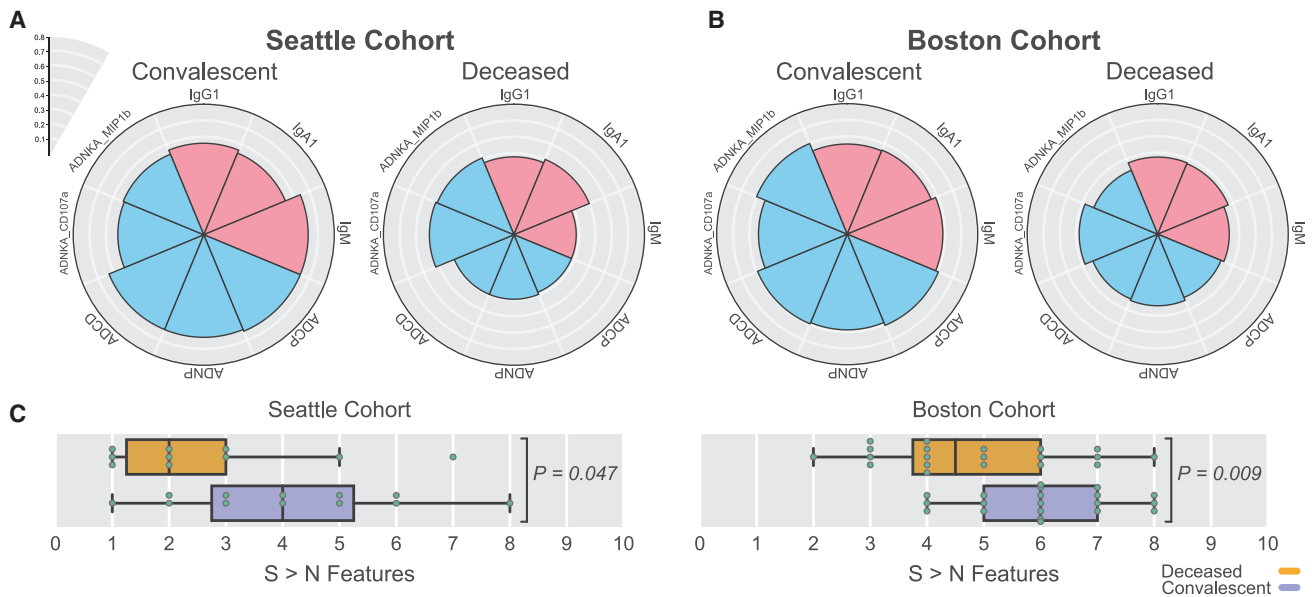 A
B
Seattle Cohort
Boston Cohort
Convalescent
Deceased
Convalescent
Deceased
0.8
0.7
0.6
0.5
0.4
0.3
0.2
0.1
IgG1
IgA1
IgM
ADCP
ADNP
ADCD
ADNKA_CD107a
ADNKA_MIP1b
IgG1
IgA1
IgM
ADCP
ADNP
ADCD
ADNKA_CD107a
ADNKA_MIP1b
IgG1
IgA1
IgM
ADCP
ADNP
ADCD
ADNKA_CD107a
ADNKA_MIP1b
IgG1
IgA1
IgM
ADCP
ADNP
ADCD
ADNKA_CD107a
ADNKA_MIP1b
C
Seattle Cohort
Boston Cohort
P = 0.047
P = 0.009
0 1 2 3 4 5 6 7 8 9 10
0 1 2 3 4 5 6 7 8 9 10
S > N Features
S > N Features
Deceased
Convalescent